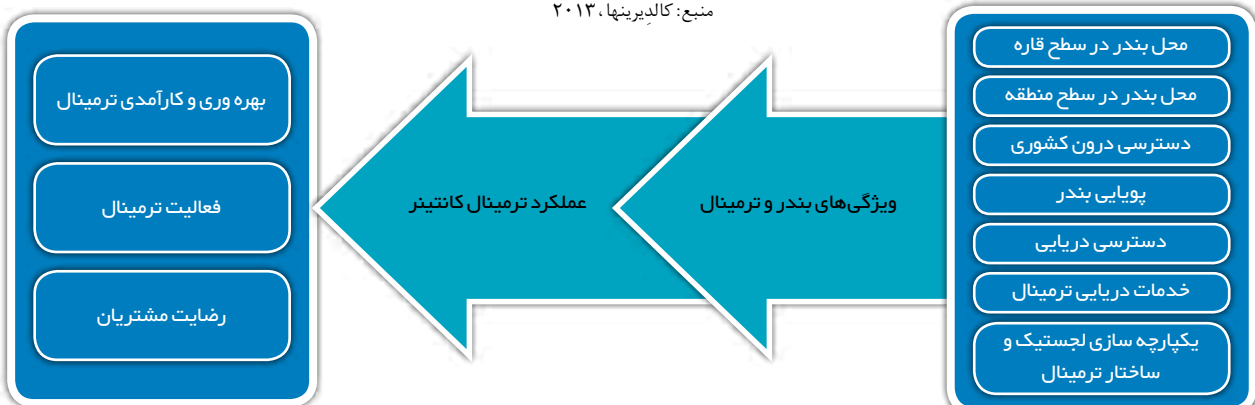 منبع: کالدِیرینها، ۲۰۱۳
محل بندر در سطح قاره
محل بندر در سطح منطقه
دسترسی درون کشوری
پویایی بندر
دسترسی دریایی
خدمات دریایی ترمینال
یکپارچه سازی لجستیک و
ساختار ترمینال
ویژگی‌های بندر و ترمینال
عملکرد ترمینال کانتینر
بهره وری و کارآمدی ترمینال
فعالیت ترمینال
رضایت مشتریان